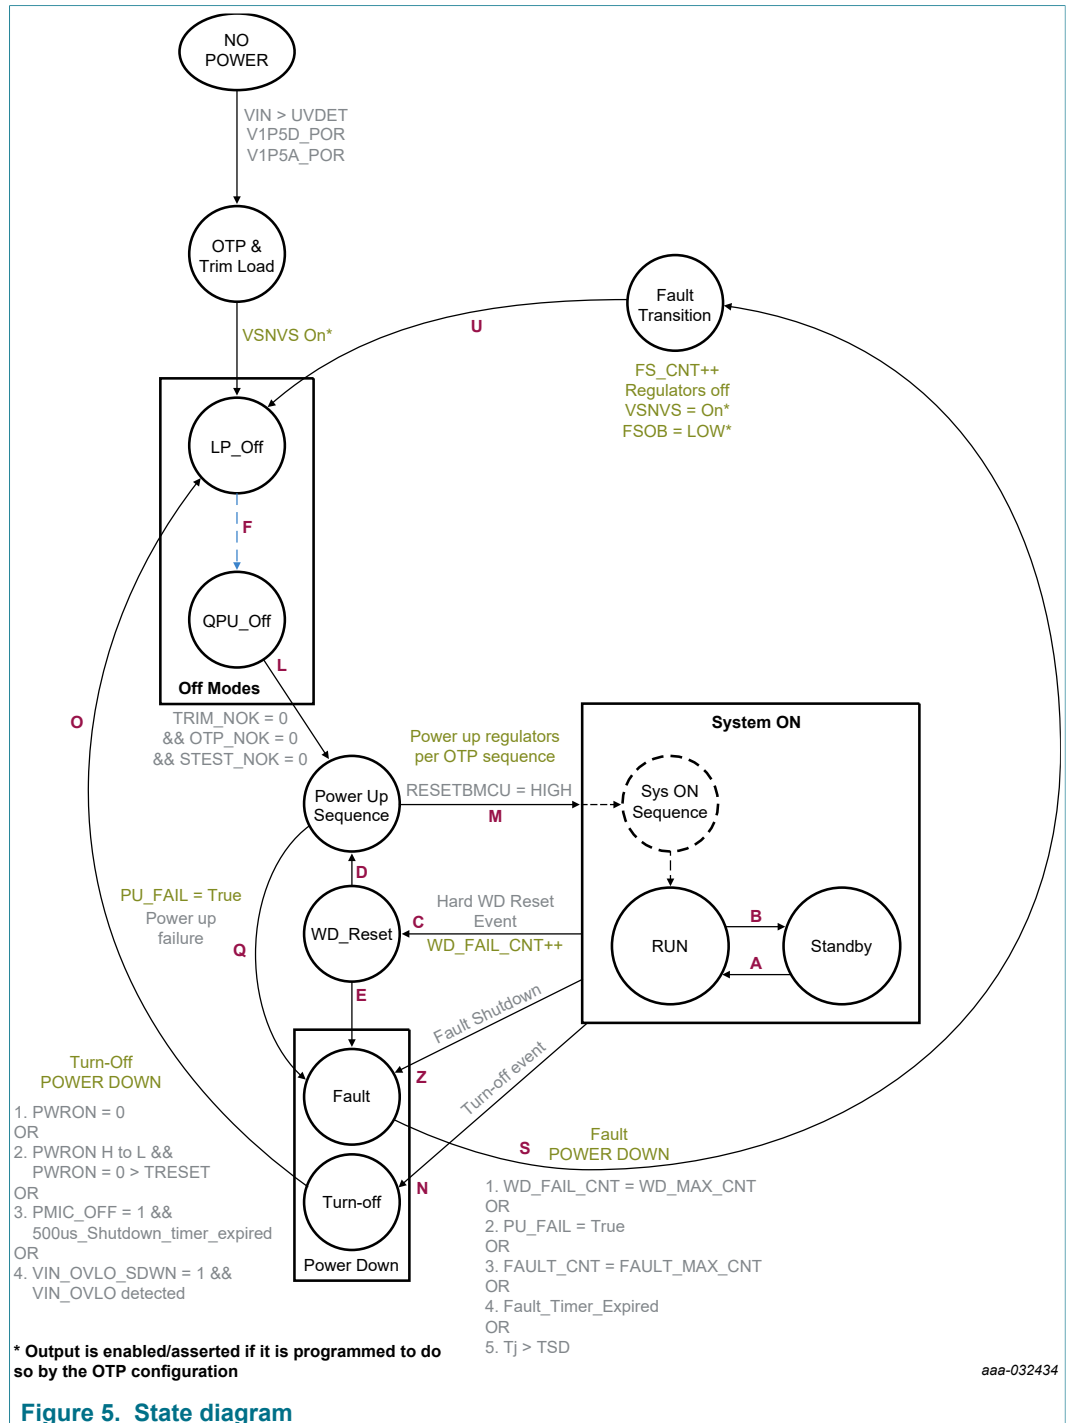 NO
POWER
VIN > UVDET
V1P5D_POR
V1P5A_POR
OTP &
Trim Load
VSNVS On*
Fault
Transition
U
FS_CNT++
Regulators off
VSNVS = On*
FSOB = LOW*
LP_Off
F
QPU_Off
L
Off Modes
O
TRIM_NOK = 0
&& OTP_NOK = 0
&& STEST_NOK = 0
Power up regulators
per OTP sequence
RESETBMCU = HIGH
M
System ON
Sys ON
Sequence
Power Up
Sequence
D
PU_FAIL = True
Power up
failure
Q
WD_Reset
C
Hard WD Reset
Event
WD_FAIL_CNT++
RUN
B
A
Standby
E
Fault Shutdown
Z
Turn-off event
Fault
Turn-Off
POWER DOWN
1. PWRON = 0
OR
2. PWRON H to L &&
PWRON = 0 > TRESET
OR
3. PMIC_OFF = 1 &&
500us_Shutdown_timer_expired
OR
4. VIN_OVLO_SDWN = 1 &&
VIN_OVLO detected
Turn-off
N
Power Down
S
Fault
POWER DOWN
1. WD_FAIL_CNT = WD_MAX_CNT
OR
2. PU_FAIL = True
OR
3. FAULT_CNT = FAULT_MAX_CNT
OR
4. Fault_Timer_Expired
OR
5. Tj > TSD
* Output is enabled/asserted if it is programmed to do
so by the OTP configuration
aaa-032434
Figure 5. State diagram